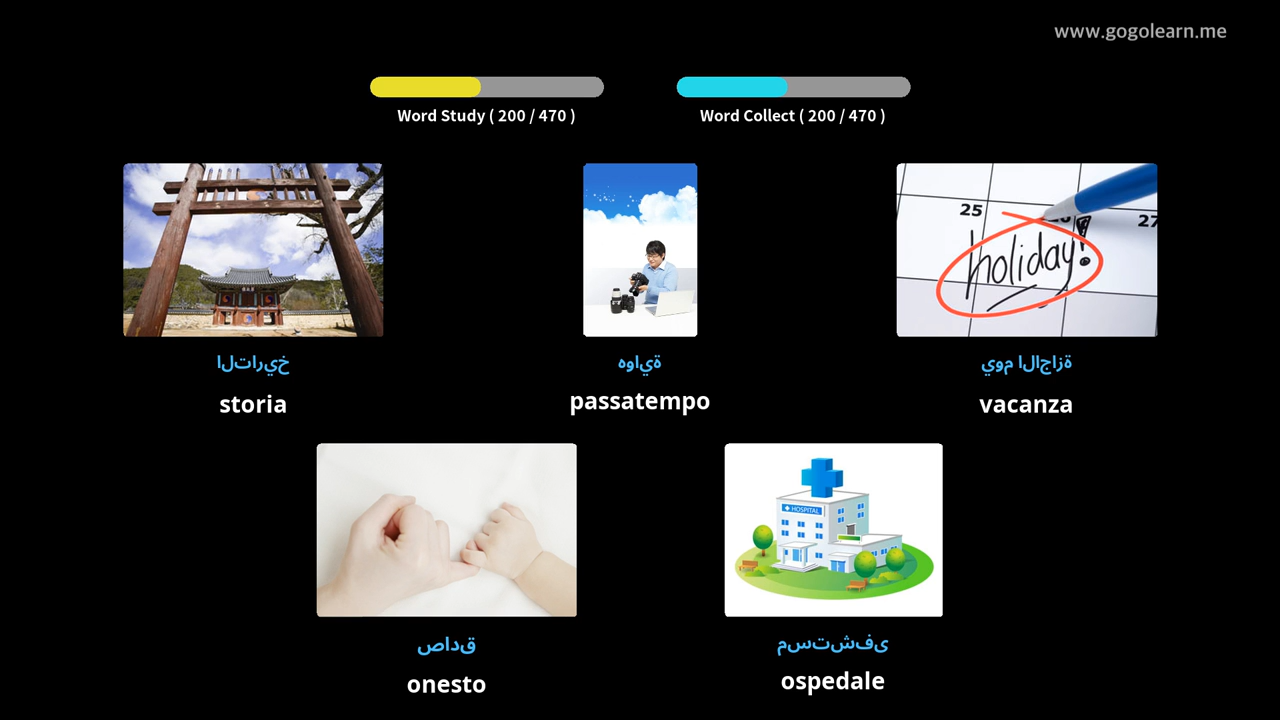 www.gogolearn.me
Word Study ( 200 / 470 )
Word Collect ( 200 / 470 )
التاريخ
هواية
يوم الاجازة
storia
passatempo
vacanza
25
26
27
holiday!
HOSPITAL
صادق
مستشفى
onesto
ospedale